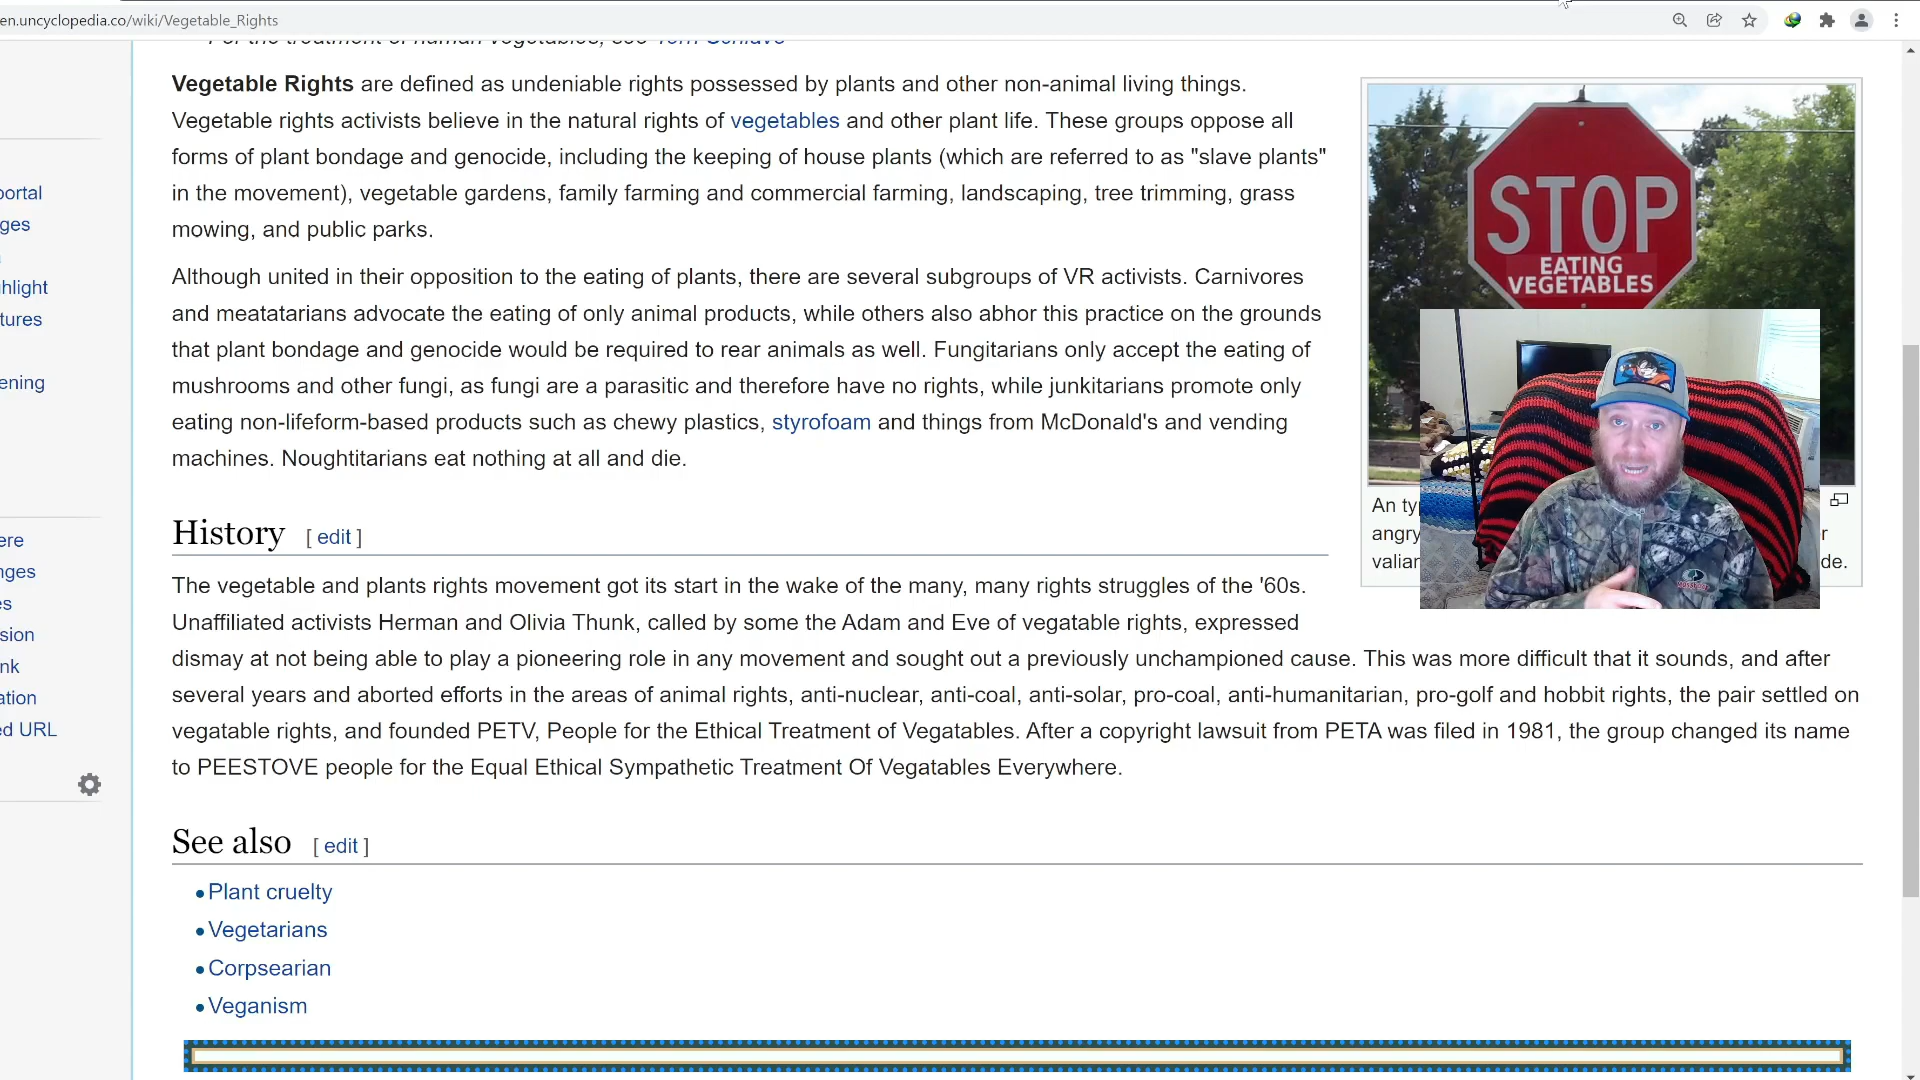 en.uncyclopedia.co/wiki/Vegetable_Rights
For the treatment of human vegetables, see Terri Schiavo
Vegetable Rights are defined as undeniable rights possessed by plants and other non-animal living things.
Vegetable rights activists believe in the natural rights of vegetables and other plant life. These groups oppose all
forms of plant bondage and genocide, including the keeping of house plants (which are referred to as "slave plants"
in the movement), vegetable gardens, family farming and commercial farming, landscaping, tree trimming, grass
mowing, and public parks.
Although united in their opposition to the eating of plants, there are several subgroups of VR activists. Carnivores
and meatatarians advocate the eating of only animal products, while others also abhor this practice on the grounds
that plant bondage and genocide would be required to rear animals as well. Fungitarians only accept the eating of
mushrooms and other fungi, as fungi are a parasitic and therefore have no rights, while junkitarians promote only
eating non-lifeform-based products such as chewy plastics, styrofoam and things from McDonald's and vending
machines. Noughtitarians eat nothing at all and die.
STOP
EATING
VEGETABLES
An ty
angry
valiar
r
de.
History [ edit ]
The vegetable and plants rights movement got its start in the wake of the many, many rights struggles of the '60s.
Unaffiliated activists Herman and Olivia Thunk, called by some the Adam and Eve of vegatable rights, expressed
dismay at not being able to play a pioneering role in any movement and sought out a previously unchampioned cause. This was more difficult that it sounds, and after
several years and aborted efforts in the areas of animal rights, anti-nuclear, anti-coal, anti-solar, pro-coal, anti-humanitarian, pro-golf and hobbit rights, the pair settled on
vegatable rights, and founded PETV, People for the Ethical Treatment of Vegatables. After a copyright lawsuit from PETA was filed in 1981, the group changed its name
to PEESTOVE people for the Equal Ethical Sympathetic Treatment Of Vegatables Everywhere.
See also [ edit ]
Plant cruelty
Vegetarians
Corpsearian
Veganism
portal
ges
hlight
tures
ening
ere
nges
es
sion
nk
ation
ed URL